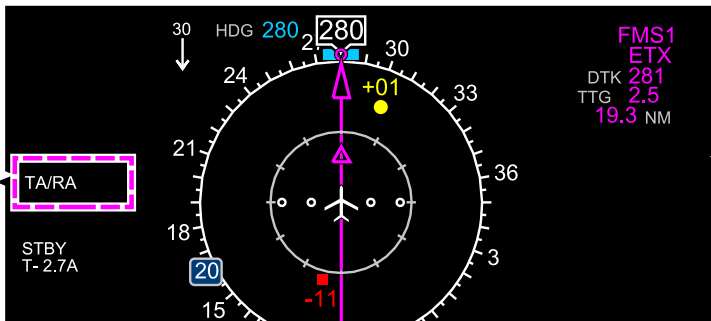 30
HDG 280
280
FMS1
ETX
DTK 281
TTG 2.5
19.3 NM
2
30
24
33
+01
21
36
TA/RA
18
3
STBY
T- 2.7A
20
15
-11